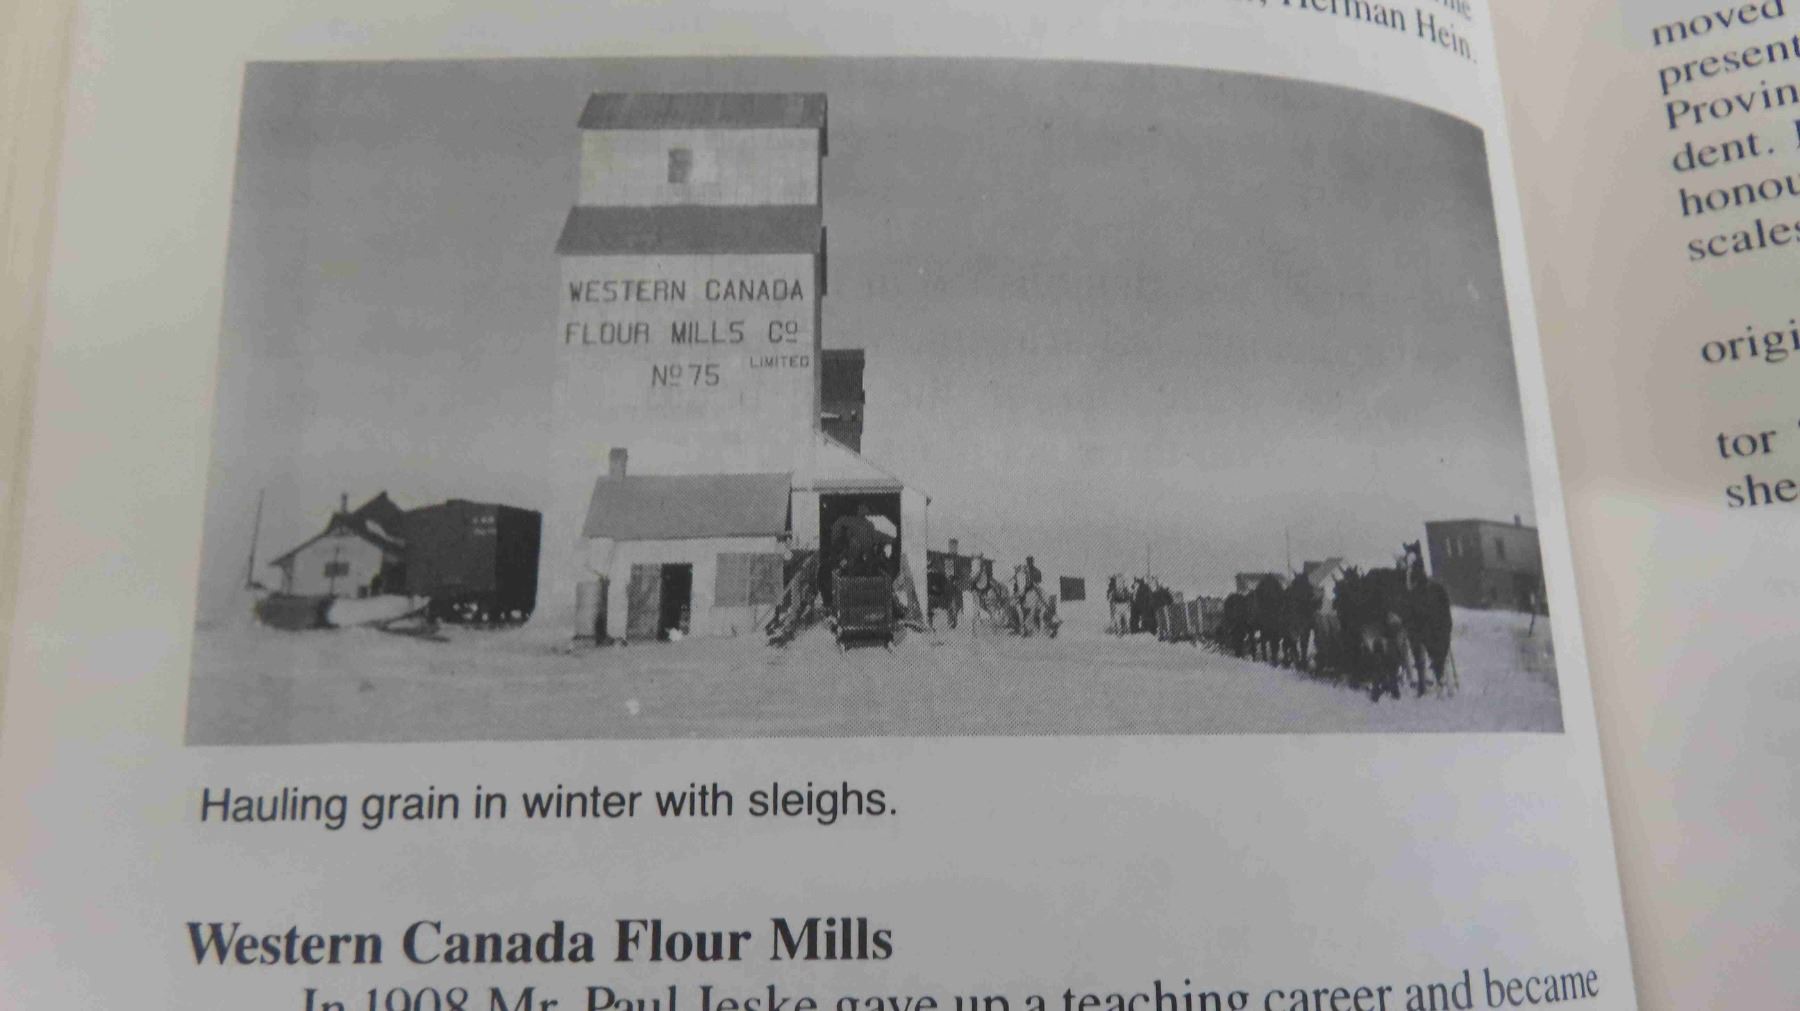 Herman Hein.
WESTERN CANADA
FLOUR MILLS Cº
LIMITED
Nº 75
Hauling grain in winter with sleighs.
Western Canada Flour Mills
In 1908 Mr. Paul Jeske gave up a teaching career and became
moved
present
Provin
dent.
honou
scales
origi
tor
she